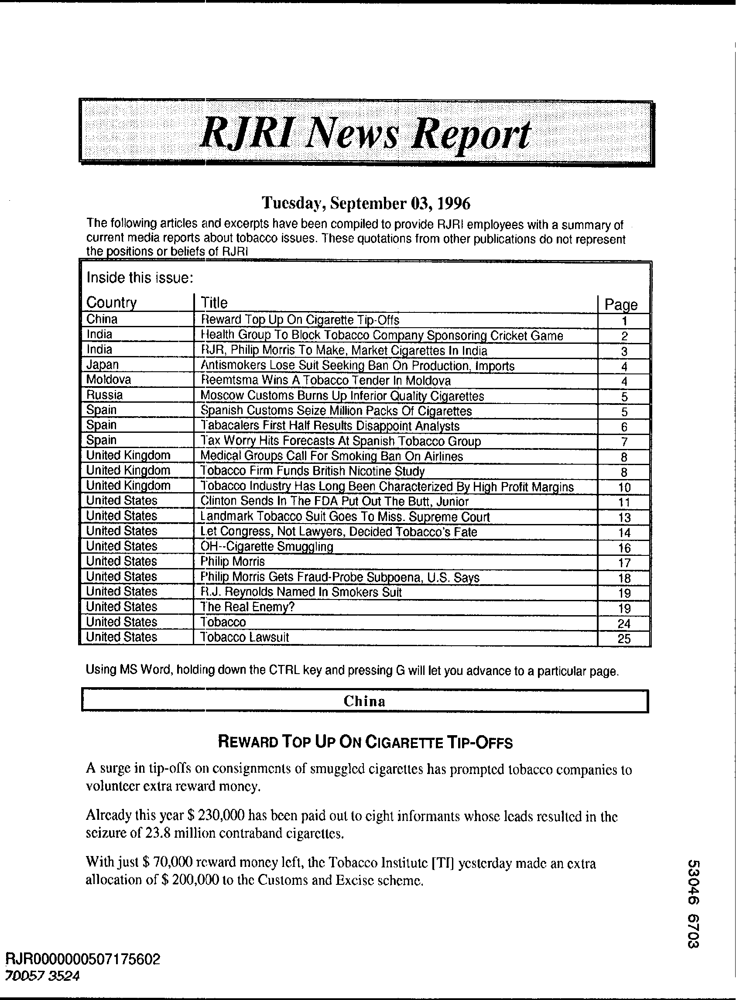 RJRI News Report
Tuesday, September 03, 1996
The following articles and excerpts have been compiled to provide RJRI employees with a summary of
current media reports about tobacco issues. These quotations from other publications do not represent
the positions or beliefs of RJRI
Inside this issue:
Country Title Page
China Reward Top Up On Cigarette Tip-Offs 1
India Health Group To Block Tobacco Company Sponsoring Cricket Game 2
India RJR, Philip Morris To Make, Market Cigarettes In India 3
Japan Antismokers Lose Suit Seeking Ban On Production, Imports 4
Moldova Reemtsma Wins A Tobacco Tender In Moldova 4
Russia Moscow Customs Burns Up Inferior Quality Cigarettes 5
Spain Spanish Customs Seize Million Packs Of Cigarettes 5
Spain Tabacalers First Half Results Disappoint Analysts 6
Spain Tax Worry Hits Forecasts At Spanish Tobacco Group 7
United Kingdom Medical Groups Call For Smoking Ban On Airlines 8
United Kingdom Tobacco Firm Funds British Nicotine Study 8
United Kingdom Tobacco Industry Has Long Been Characterized By High Profit Margins 10
United States Clinton Sends In The FDA Put Out The Butt, Junior 11
United States Landmark Tobacco Suit Goes To Miss. Supreme Court 13
United States Let Congress, Not Lawyers, Decided Tobacco's Fate 14
United States OH--Cigarette Smuggling 16
United States Philip Morris 17
United States Philip Morris Gets Fraud-Probe Subpoena, U.S. Says 18
United States R.J. Reynolds Named In Smokers Suit 19
United States The Real Enemy? 19
United States Tobacco 24
United States Tobacco Lawsuit 25
Using MS Word, holding down the CTRL key and pressing G will let you advance to a particular page.
China
REWARD TOP UP ON CIGARETTE TIP-OFFS
A surge in tip-offs on consignments of smuggled cigarettes has prompted tobacco companies to
volunteer extra reward money.
Already this year $ 230,000 has been paid out to eight informants whose leads resulted in the
seizure of 23.8 million contraband cigarettes.
With just $ 70,000 reward money left, the Tobacco Institute [TI] yesterday made an extra
allocation of $ 200,000 to the Customs and Excise scheme.
53046 6703
RJR0000000507175602
70057 3524